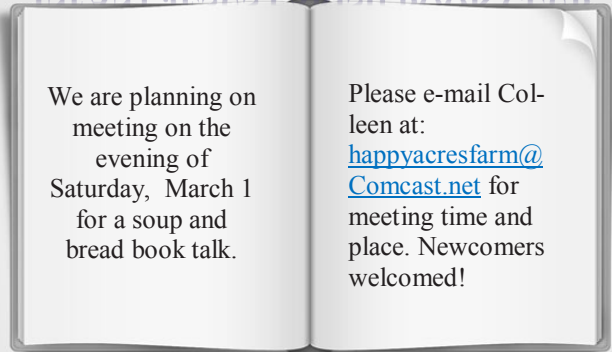 We are planning on
meeting on the
evening of
Saturday,  March 1
for a soup and
bread book talk.
Please e-mail Col-
leen at:
happyacresfarm@
Comcast.net for
meeting time and
place. Newcomers
welcomed!